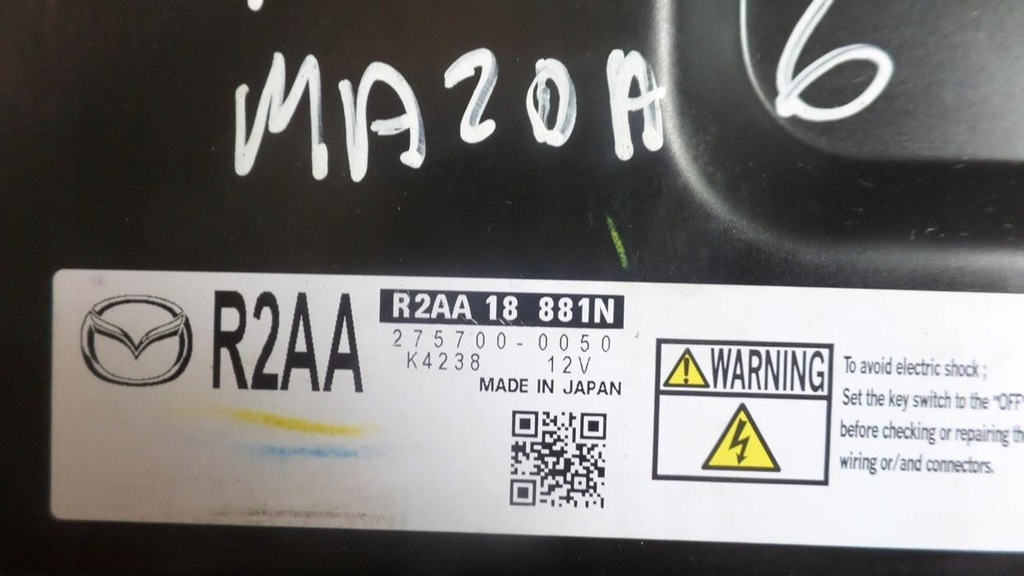 MAZDA 6
R2AA
R2AA 18 881N
275700-0050
K4238 12V
MADE IN JAPAN
WARNING
To avoid electric shock;
Set the key switch to the "OFF"
before checking or repairing
wiring or/and connectors.